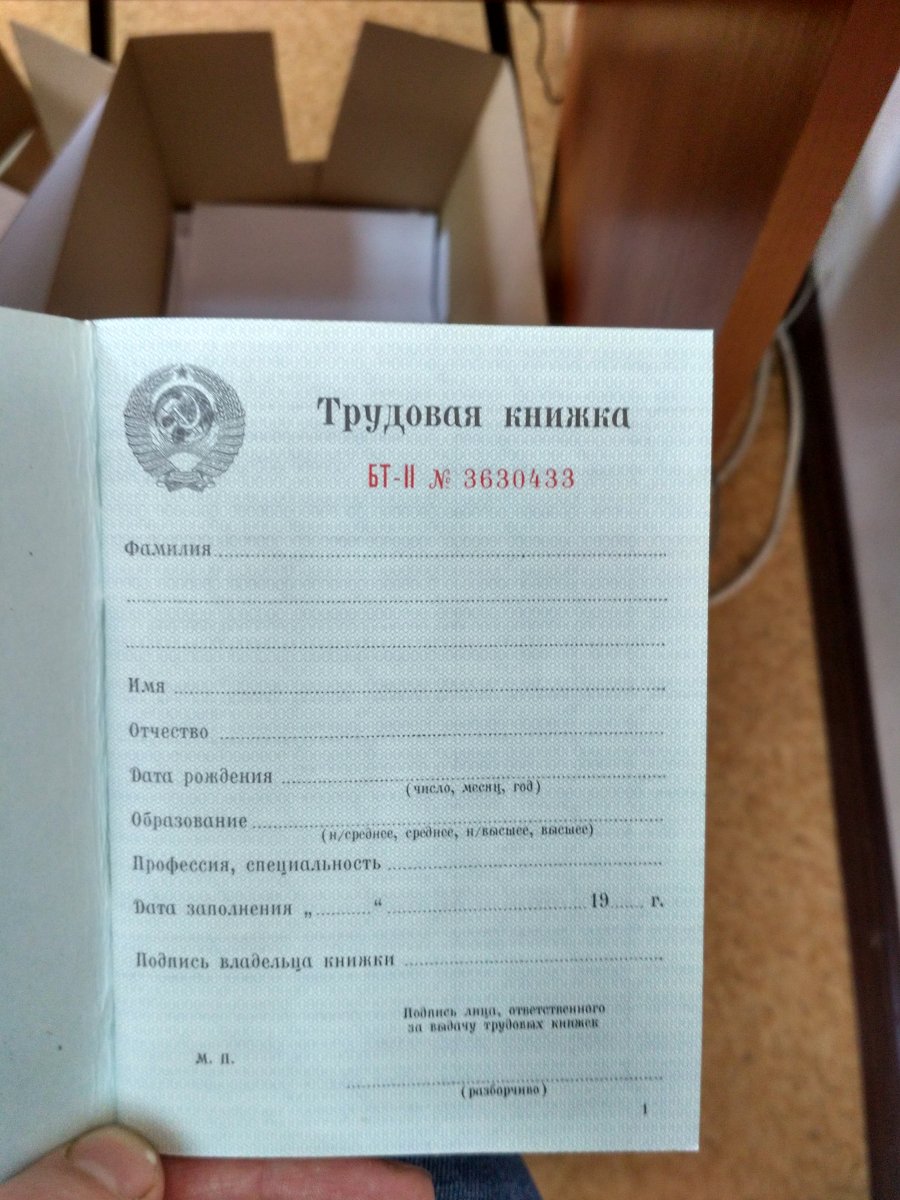 Трудовая книжка
БТ-II № 3630433
Фамилия
Имя
Отчество
Дата рождения
(число, месяц, год)
Образование
(н/среднее, среднее, н/высшее, высшее)
Профессия, специальность
Дата заполнения „..........“ 19...... г.
Подпись владельца книжки
Подпись лица, ответственного
за выдачу трудовых книжек
М. П.
(разборчиво)
1